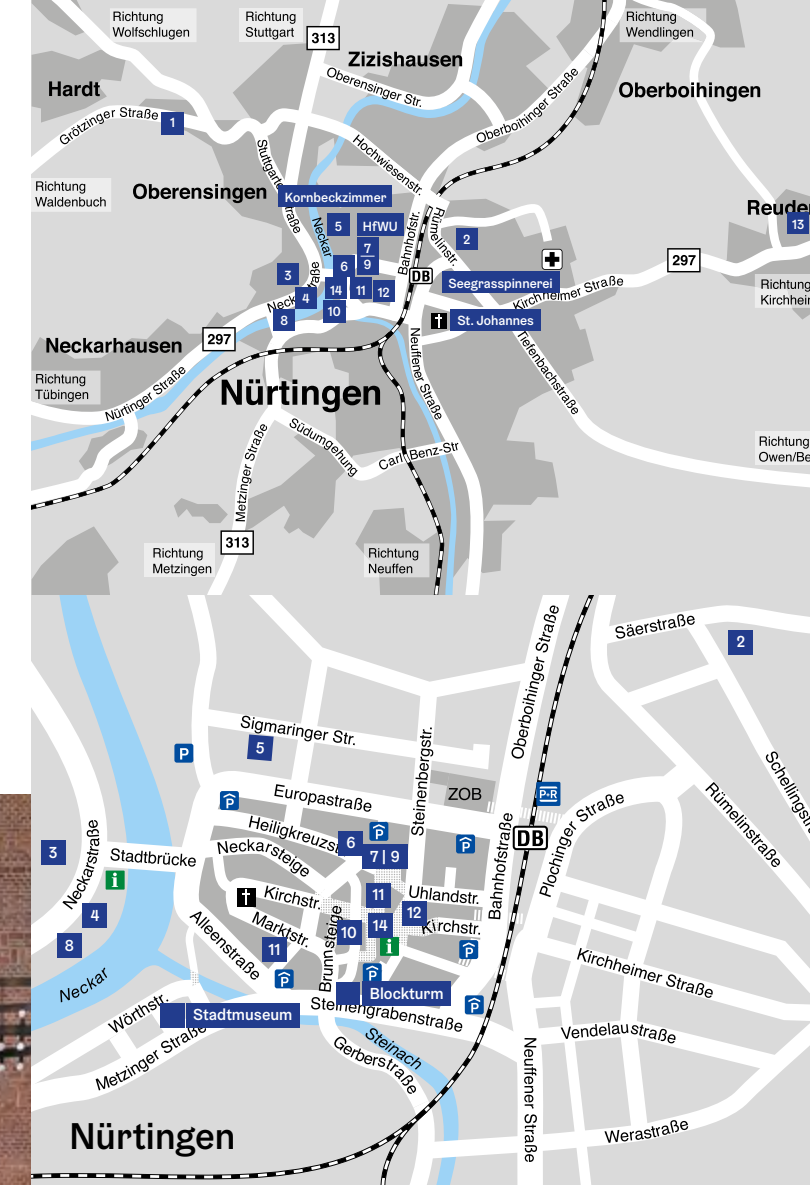 Richtung
Wolfschlugen
Richtung
Stuttgart
313
Richtung
Wendlingen
Zizishausen
Hardt
Oberensinger Str.
Oberboihinger Straße
Oberboihingen
Grötzinger Straße
1
Hochwiesenstr.
Richtung
Waldenbuch
Oberensingen
Kornbeckzimmer
Neckar
5
HfWU
7
9
Bahnhofstr.
Rümelinstr.
2
13
297
3
6
DB
Seegrasspinnerei
Richtung
4
14
11
12
Kirchheimer Straße
8
10
St. Johannes
297
Neckarhausen
Neuffener Straße
Tiefenbachstraße
Richtung
Tübingen
Nürtinger Straße
Nürtingen
Metzinger Straße
Südumgehung
Carl-Benz-Str
Richtung
313
Richtung
Metzingen
Richtung
Neuffen
Säerstraße
2
Oberboihinger Straße
Sigmaringer Str.
5
P
Steinenbergstr.
ZOB
P+R
Europastraße
P
Rümelinstraße
Plochinger Straße
Heiligkreuzst
6
P
P
DB
3
Neckarstraße
Stadtbrücke
Neckarsteige
7 | 9
Bahnhofstraße
i
Kirchstr.
11
Uhlandstr.
4
Alleenstraße
Marktstr.
12
Kirchstr.
8
11
Brunnsteige
10
14
i
P
Kirchheimer Straße
Neckar
P
P
Blockturm
P
Wörthstr.
Stadtmuseum
Steinengrabenstraße
Metzinger Straße
Steinach
Gerberstraße
Vendelaustraße
Neuffener Straße
Nürtingen
Werastraße